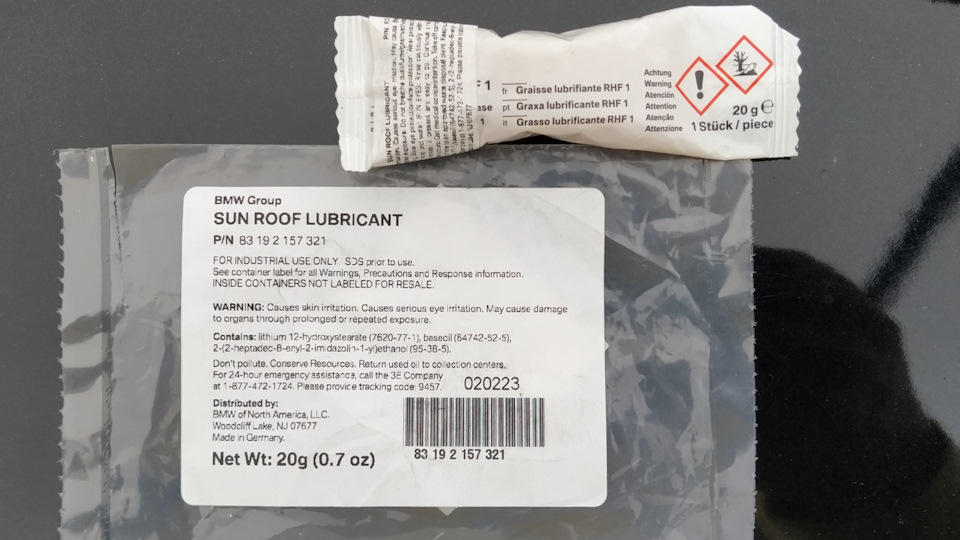 SUN ROOF LUBRICANT
F 1
ase
1
fr Graisse lubrifiante RHF 1
pt Graxa lubrificante RHF 1
it Grasso lubrificante RHF 1
Achtung
Warning
Atención
Attention
Atenção
Attenzione
20 g ℮
1 Stück / piece
BMW Group
SUN ROOF LUBRICANT
P/N 83 19 2 157 321
FOR INDUSTRIAL USE ONLY. SDS prior to use.
See container label for all Warnings, Precautions and Response information.
INSIDE CONTAINERS NOT LABELED FOR RESALE.
WARNING: Causes skin irritation. Causes serious eye irritation. May cause damage
to organs through prolonged or repeated exposure.
Contains: lithium 12-hydroxystearate (7620-77-1), baseoil (64742-52-5),
2-(2-heptadec-8-enyl-2-imidazolin-1-yl)ethanol (95-38-5).
Don't pollute. Conserve Resources. Return used oil to collection centers.
For 24-hour emergency assistance, call the 3E Company
at 1-877-472-1724. Please provide tracking code: 9457.
020223
Distributed by:
BMW of North America, LLC.
Woodcliff Lake, NJ 07677
Made in Germany.
83 19 2 157 321
Net Wt: 20g (0.7 oz)